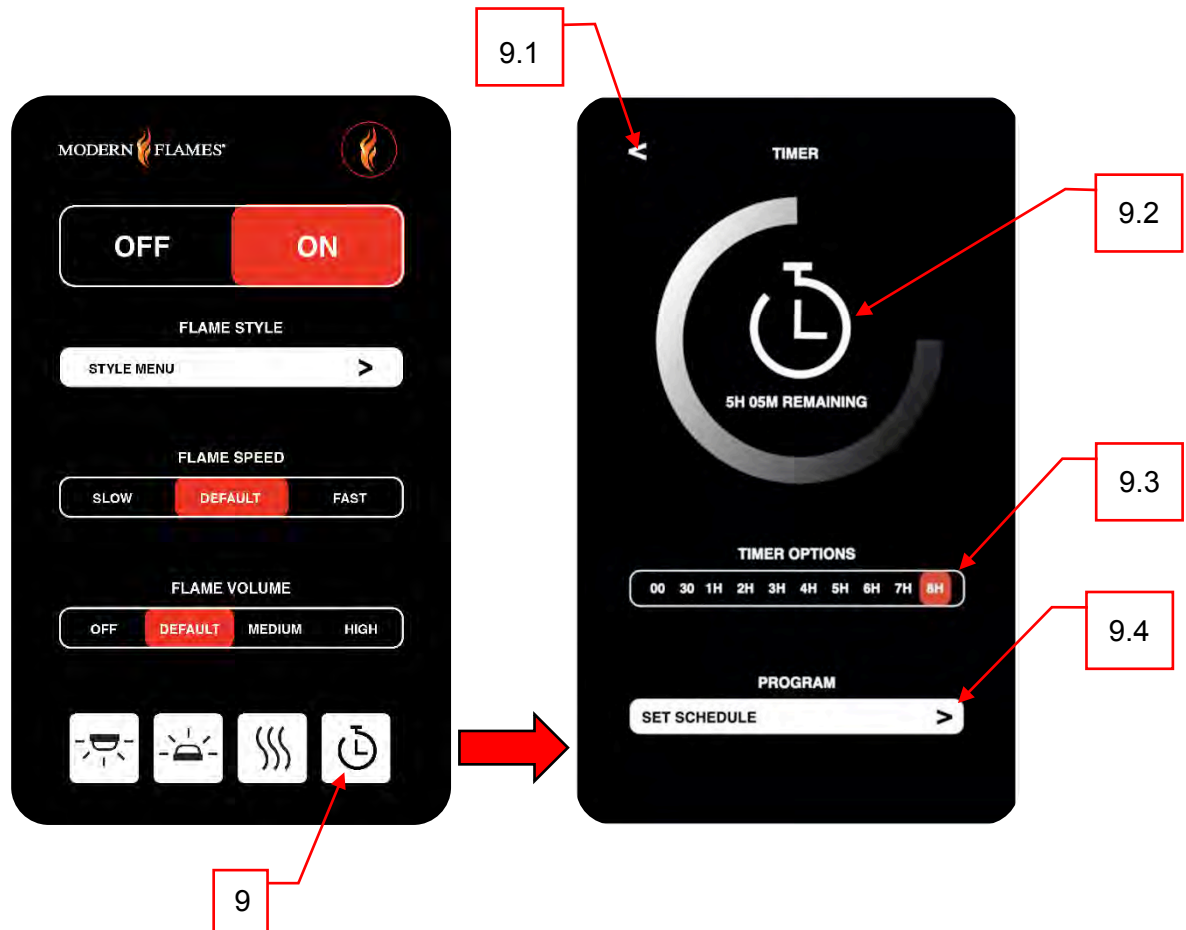 9.1
MODERN FLAMES®
OFF ON
FLAME STYLE
STYLE MENU >
FLAME SPEED
SLOW DEFAULT FAST
FLAME VOLUME
OFF DEFAULT MEDIUM HIGH
9
< TIMER
9.2
5H 05M REMAINING
9.3
TIMER OPTIONS
00 30 1H 2H 3H 4H 5H 6H 7H 8H
9.4
PROGRAM
SET SCHEDULE >